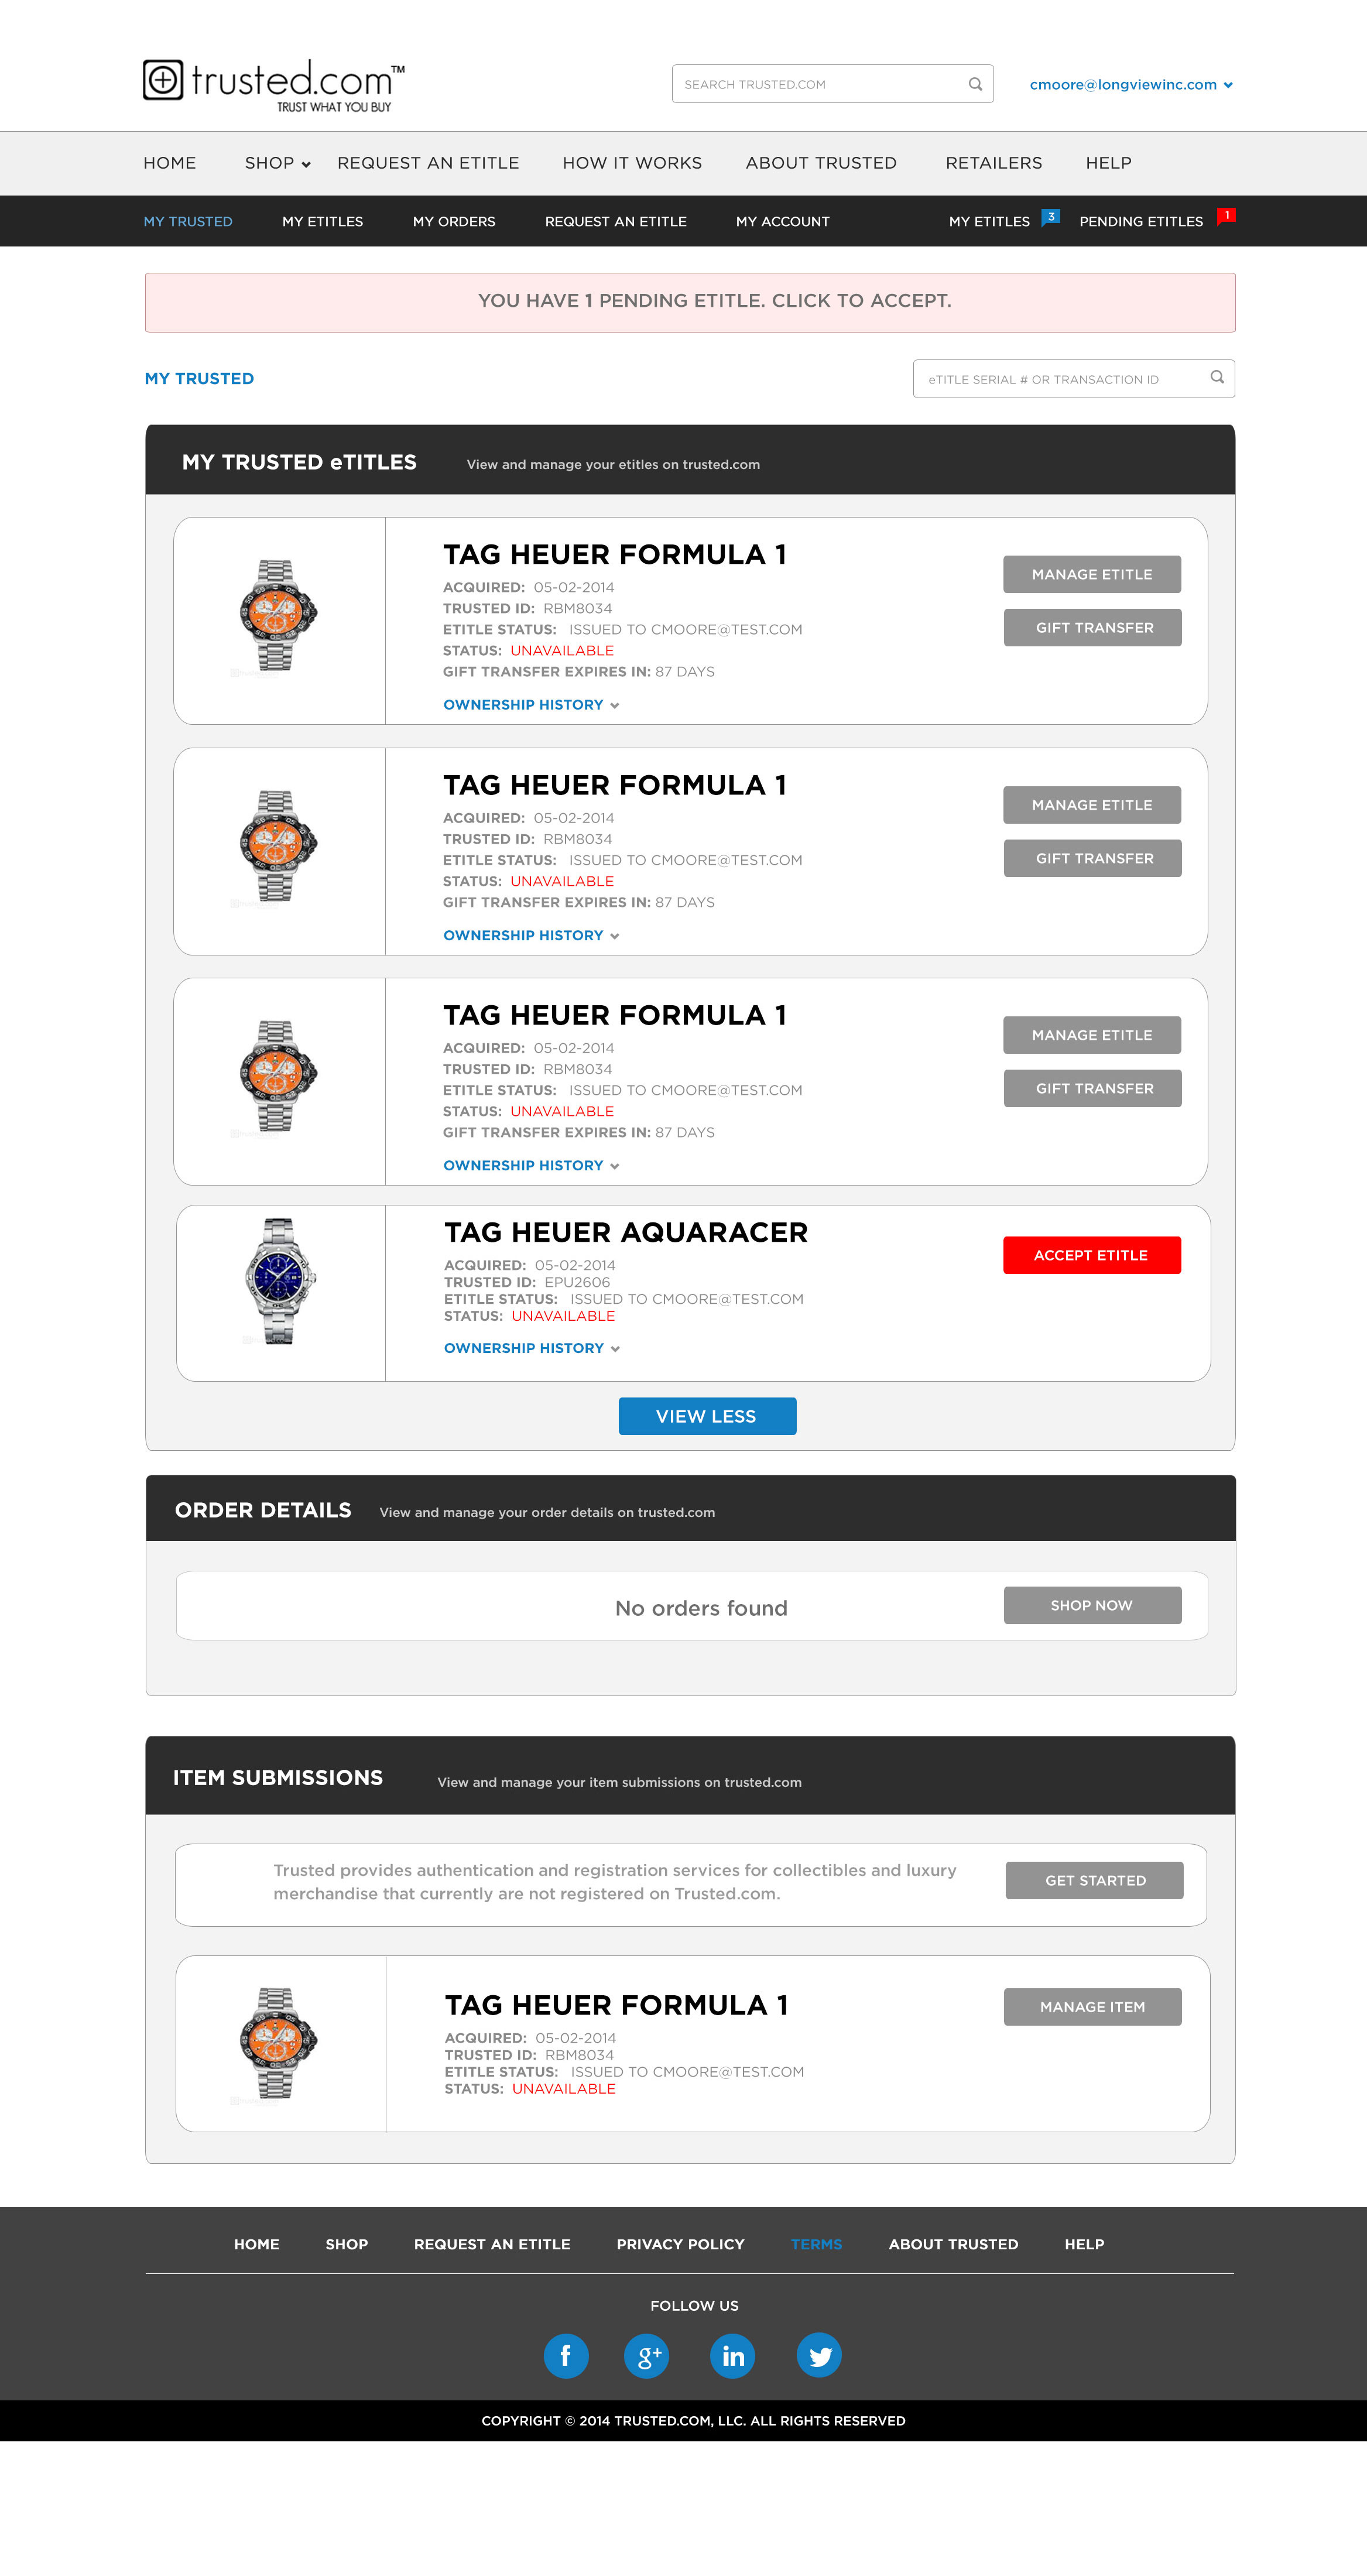 trusted.com™
TRUST WHAT YOU BUY
SEARCH TRUSTED.COM
cmoore@longviewinc.com
HOME SHOP REQUEST AN ETITLE HOW IT WORKS ABOUT TRUSTED RETAILERS HELP
MY TRUSTED MY ETITLES MY ORDERS REQUEST AN ETITLE MY ACCOUNT MY ETITLES 3 PENDING ETITLES 1
YOU HAVE 1 PENDING ETITLE. CLICK TO ACCEPT.
MY TRUSTED
eTITLE SERIAL # OR TRANSACTION ID
MY TRUSTED eTITLES View and manage your etitles on trusted.com
TAG HEUER FORMULA 1
ACQUIRED: 05-02-2014
TRUSTED ID: RBM8034
ETITLE STATUS: ISSUED TO CMOORE@TEST.COM
STATUS: UNAVAILABLE
GIFT TRANSFER EXPIRES IN: 87 DAYS
OWNERSHIP HISTORY
MANAGE ETITLE
GIFT TRANSFER
TAG HEUER FORMULA 1
ACQUIRED: 05-02-2014
TRUSTED ID: RBM8034
ETITLE STATUS: ISSUED TO CMOORE@TEST.COM
STATUS: UNAVAILABLE
GIFT TRANSFER EXPIRES IN: 87 DAYS
OWNERSHIP HISTORY
MANAGE ETITLE
GIFT TRANSFER
TAG HEUER FORMULA 1
ACQUIRED: 05-02-2014
TRUSTED ID: RBM8034
ETITLE STATUS: ISSUED TO CMOORE@TEST.COM
STATUS: UNAVAILABLE
GIFT TRANSFER EXPIRES IN: 87 DAYS
OWNERSHIP HISTORY
MANAGE ETITLE
GIFT TRANSFER
TAG HEUER AQUARACER
ACQUIRED: 05-02-2014
TRUSTED ID: EPU2606
ETITLE STATUS: ISSUED TO CMOORE@TEST.COM
STATUS: UNAVAILABLE
OWNERSHIP HISTORY
ACCEPT ETITLE
VIEW LESS
ORDER DETAILS View and manage your order details on trusted.com
No orders found
SHOP NOW
ITEM SUBMISSIONS View and manage your item submissions on trusted.com
Trusted provides authentication and registration services for collectibles and luxury
merchandise that currently are not registered on Trusted.com.
GET STARTED
TAG HEUER FORMULA 1
ACQUIRED: 05-02-2014
TRUSTED ID: RBM8034
ETITLE STATUS: ISSUED TO CMOORE@TEST.COM
STATUS: UNAVAILABLE
MANAGE ITEM
HOME SHOP REQUEST AN ETITLE PRIVACY POLICY TERMS ABOUT TRUSTED HELP
FOLLOW US
f g+ in
COPYRIGHT © 2014 TRUSTED.COM, LLC. ALL RIGHTS RESERVED